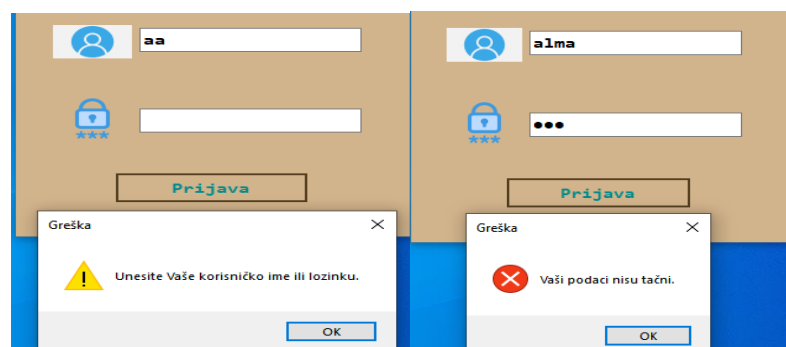 aa
***
Prijava
Greška
Unesite Vaše korisničko ime ili lozinku.
OK
alma
●●●
***
Prijava
Greška
Vaši podaci nisu tačni.
OK